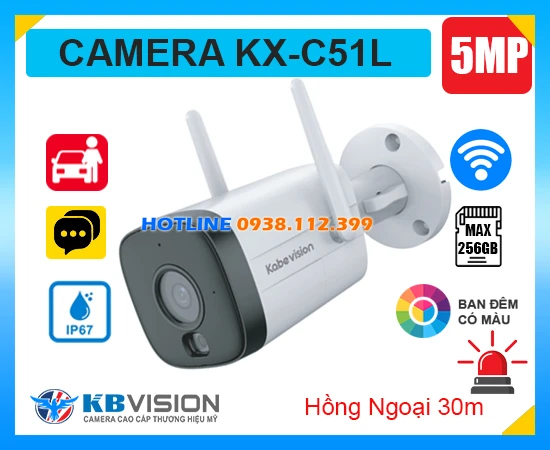 CAMERA KX-C51L
5MP
HOTLINE 0938.112.399
Kabevision
MAX
256GB
IP67
BAN ĐÊM
CÓ MÀU
KBVISION
CAMERA CAO CẤP THƯƠNG HIỆU MỸ
Hồng Ngoại 30m